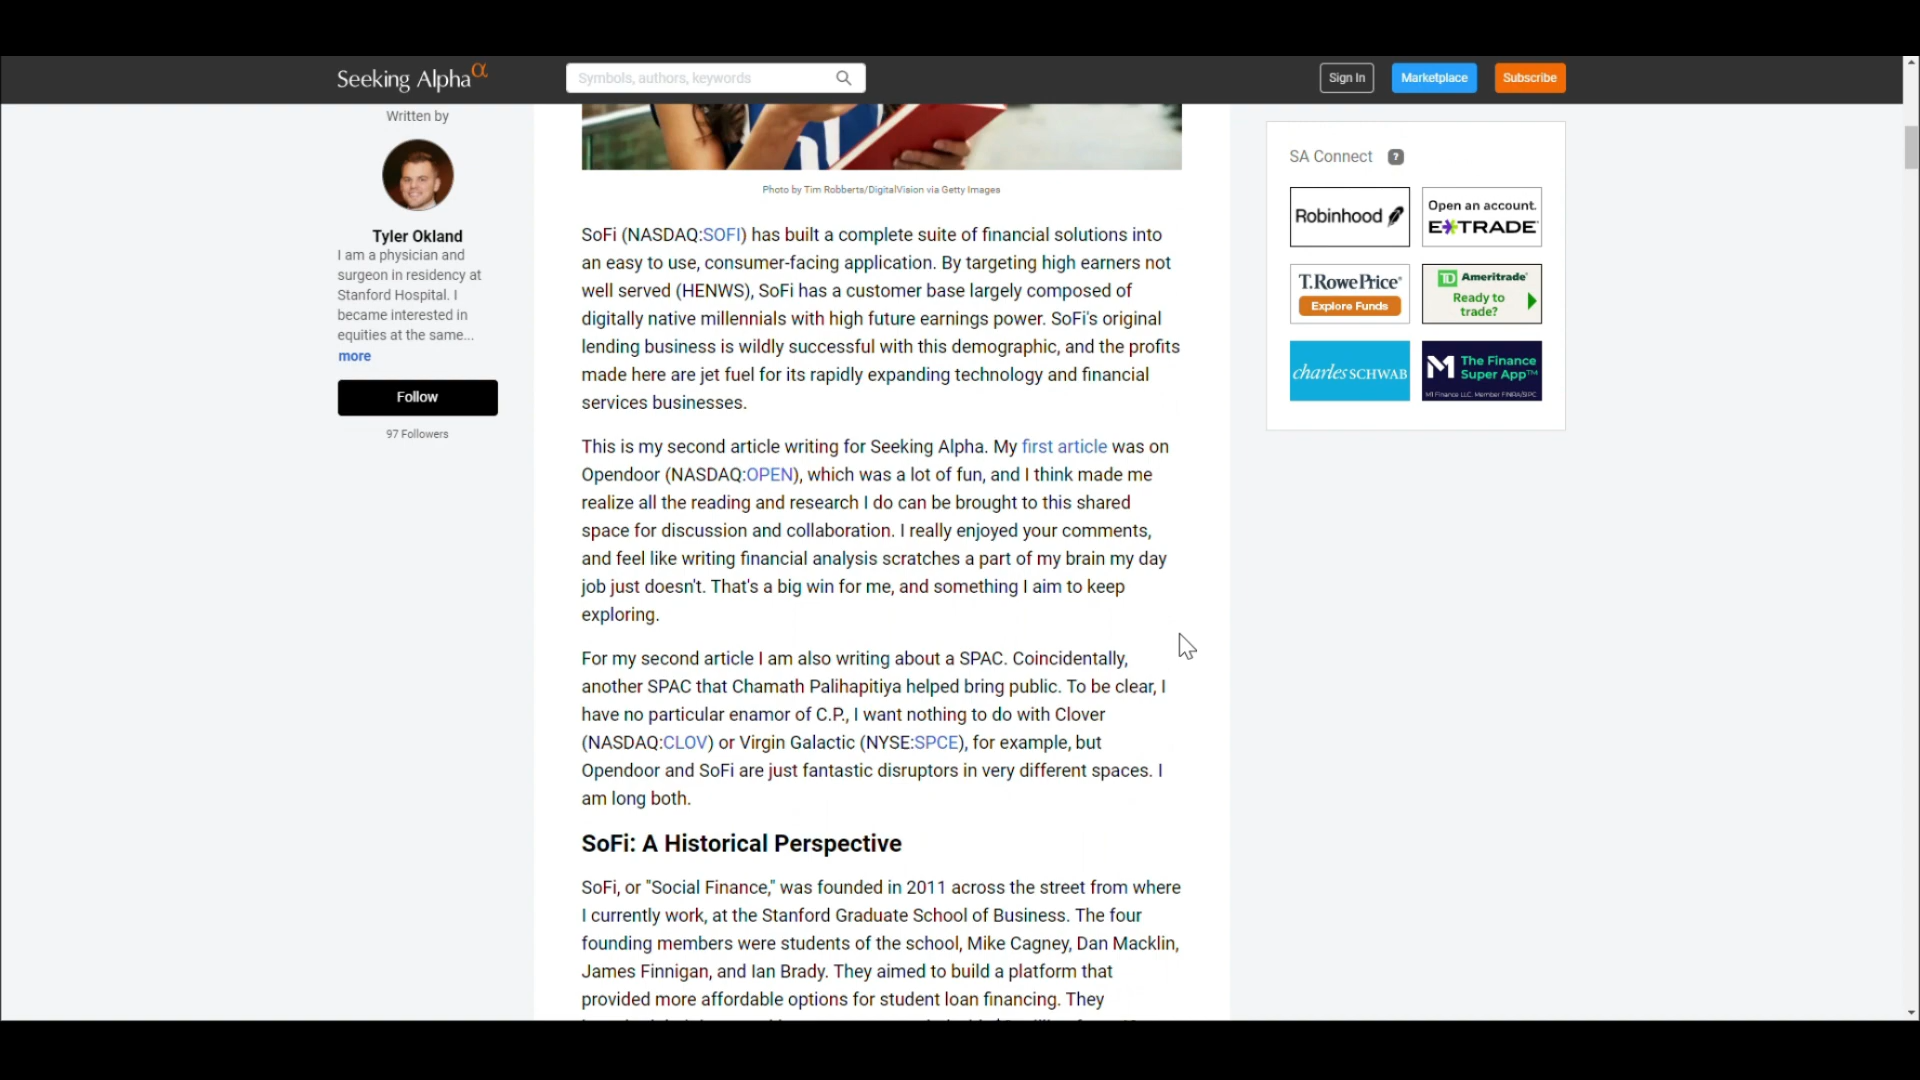 Seeking Alpha α
Symbols, authors, keywords
Sign In
Marketplace
Subscribe
Written by
Tyler Okland
I am a physician and
surgeon in residency at
Stanford Hospital. I
became interested in
equities at the same...
more
Follow
97 Followers
Photo by Tim Robberts/DigitalVision via Getty Images
SoFi (NASDAQ:SOFI) has built a complete suite of financial solutions into
an easy to use, consumer-facing application. By targeting high earners not
well served (HENWS), SoFi has a customer base largely composed of
digitally native millennials with high future earnings power. SoFi's original
lending business is wildly successful with this demographic, and the profits
made here are jet fuel for its rapidly expanding technology and financial
services businesses.
This is my second article writing for Seeking Alpha. My first article was on
Opendoor (NASDAQ:OPEN), which was a lot of fun, and I think made me
realize all the reading and research I do can be brought to this shared
space for discussion and collaboration. I really enjoyed your comments,
and feel like writing financial analysis scratches a part of my brain my day
job just doesn't. That's a big win for me, and something I aim to keep
exploring.
For my second article I am also writing about a SPAC. Coincidentally,
another SPAC that Chamath Palihapitiya helped bring public. To be clear, I
have no particular enamor of C.P., I want nothing to do with Clover
(NASDAQ:CLOV) or Virgin Galactic (NYSE:SPCE), for example, but
Opendoor and SoFi are just fantastic disruptors in very different spaces. I
am long both.
SoFi: A Historical Perspective
SoFi, or "Social Finance," was founded in 2011 across the street from where
I currently work, at the Stanford Graduate School of Business. The four
founding members were students of the school, Mike Cagney, Dan Macklin,
James Finnigan, and Ian Brady. They aimed to build a platform that
provided more affordable options for student loan financing. They
SA Connect ?
Robinhood
Open an account.
E*TRADE
T.RowePrice
Explore Funds
TD Ameritrade
Ready to
trade?
charles SCHWAB
M1 The Finance
Super App™
M1 Finance LLC, Member FINRA/SIPC.